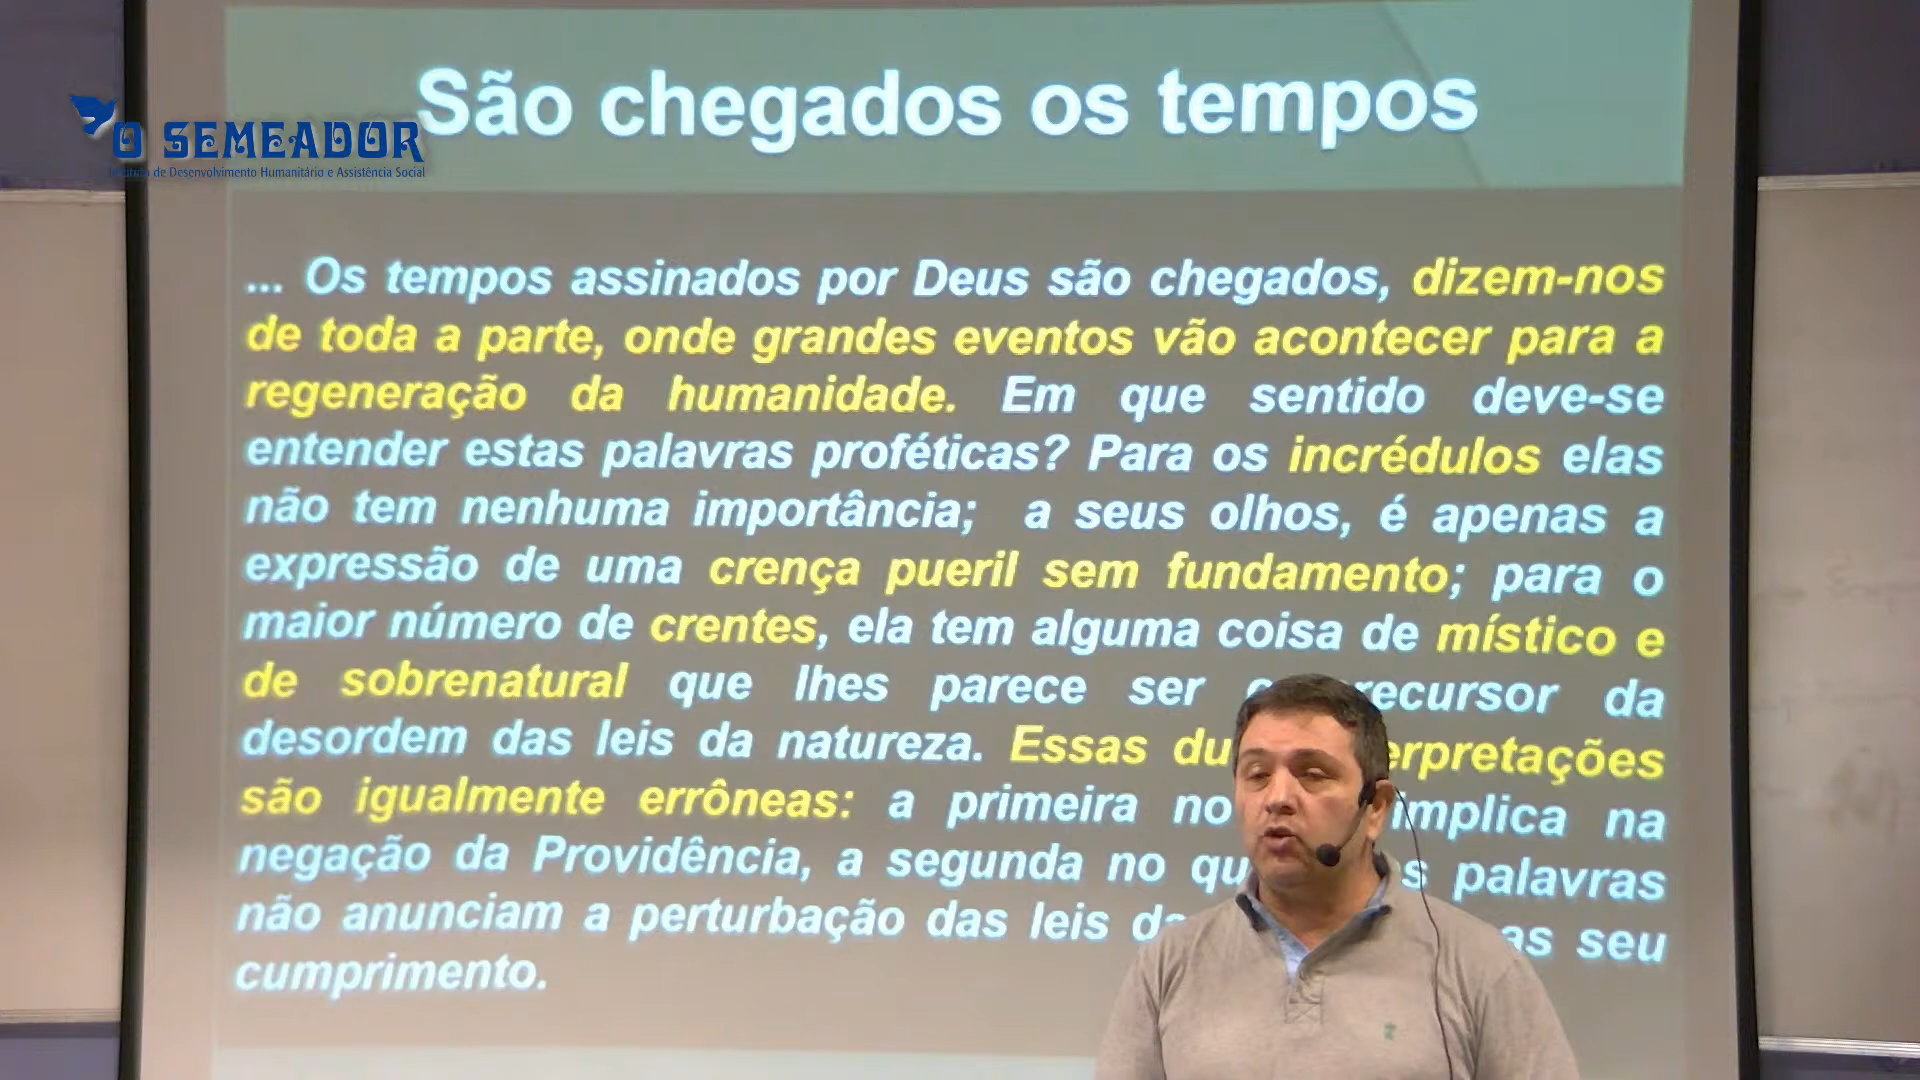 São chegados os tempos
O SEMEADOR
de Desenvolvimento Humanitário e Assistência Social
... Os tempos assinados por Deus são chegados, dizem-nos
de toda a parte, onde grandes eventos vão acontecer para a
regeneração da humanidade. Em que sentido deve-se
entender estas palavras proféticas? Para os incrédulos elas
não tem nenhuma importância; a seus olhos, é apenas a
expressão de uma crença pueril sem fundamento; para o
maior número de crentes, ela tem alguma coisa de místico e
de sobrenatural que lhes parece ser da
desordem das leis da natureza. Essas
são igualmente errôneas: a primeira no implica na
negação da Providência, a segunda no palavras
não anunciam a perturbação das leis seu
cumprimento.